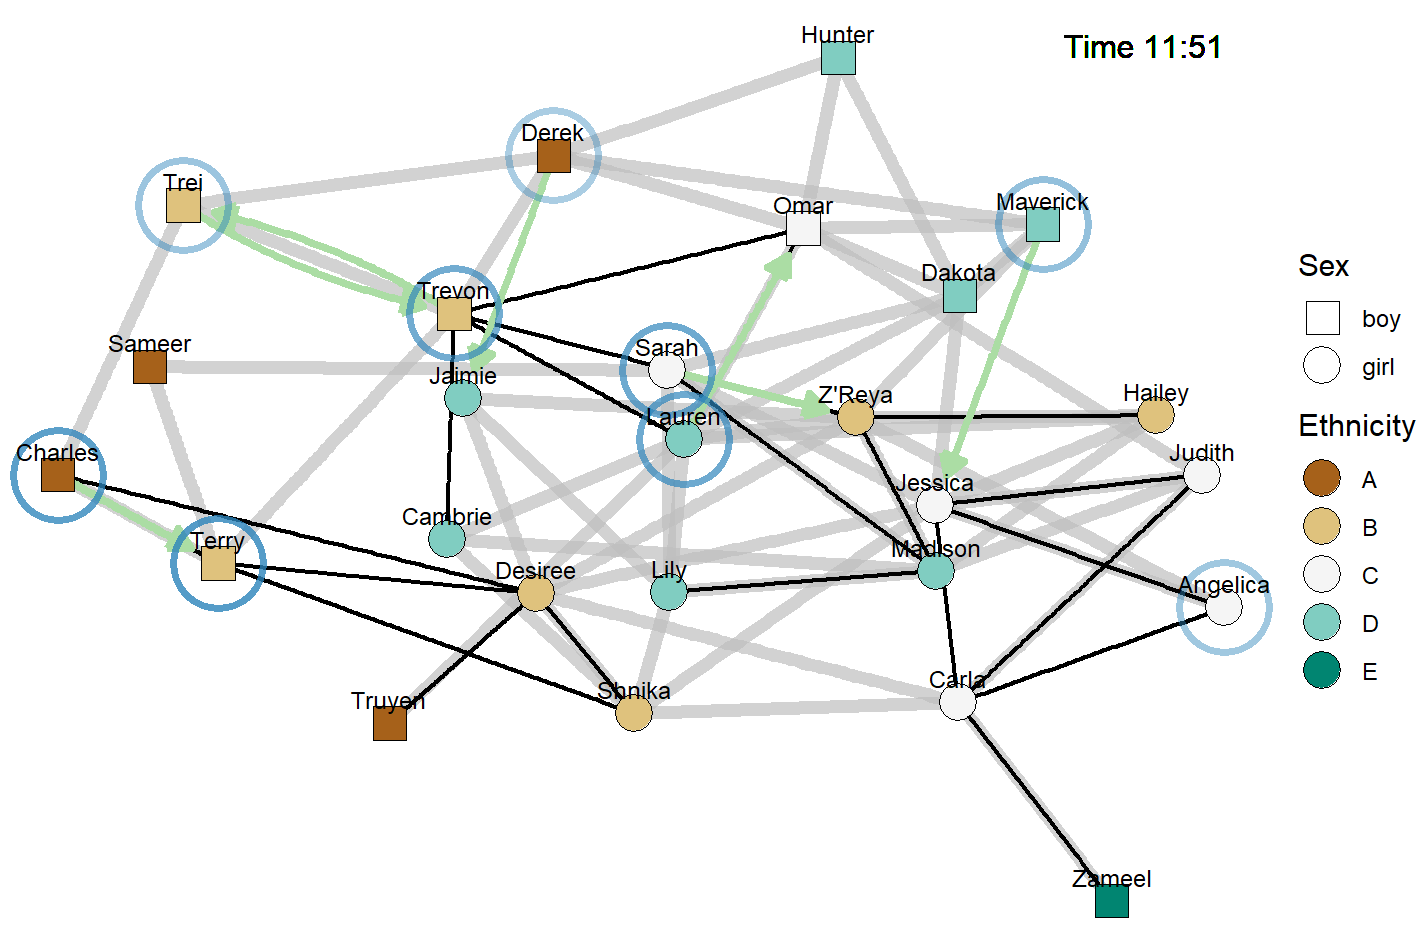 Hunter
Time 11:51
Derek
Trei
Omar
Maverick
Dakota
Trevon
Sameer
Sarah
Jaimie
Z'Reya
Hailey
Lauren
Charles
Judith
Jessica
Cambrie
Terry
Madison
Desiree
Lily
Angelica
Carla
Shnika
Truyen
Zameel
Sex
boy
girl
Ethnicity
A
B
C
D
E